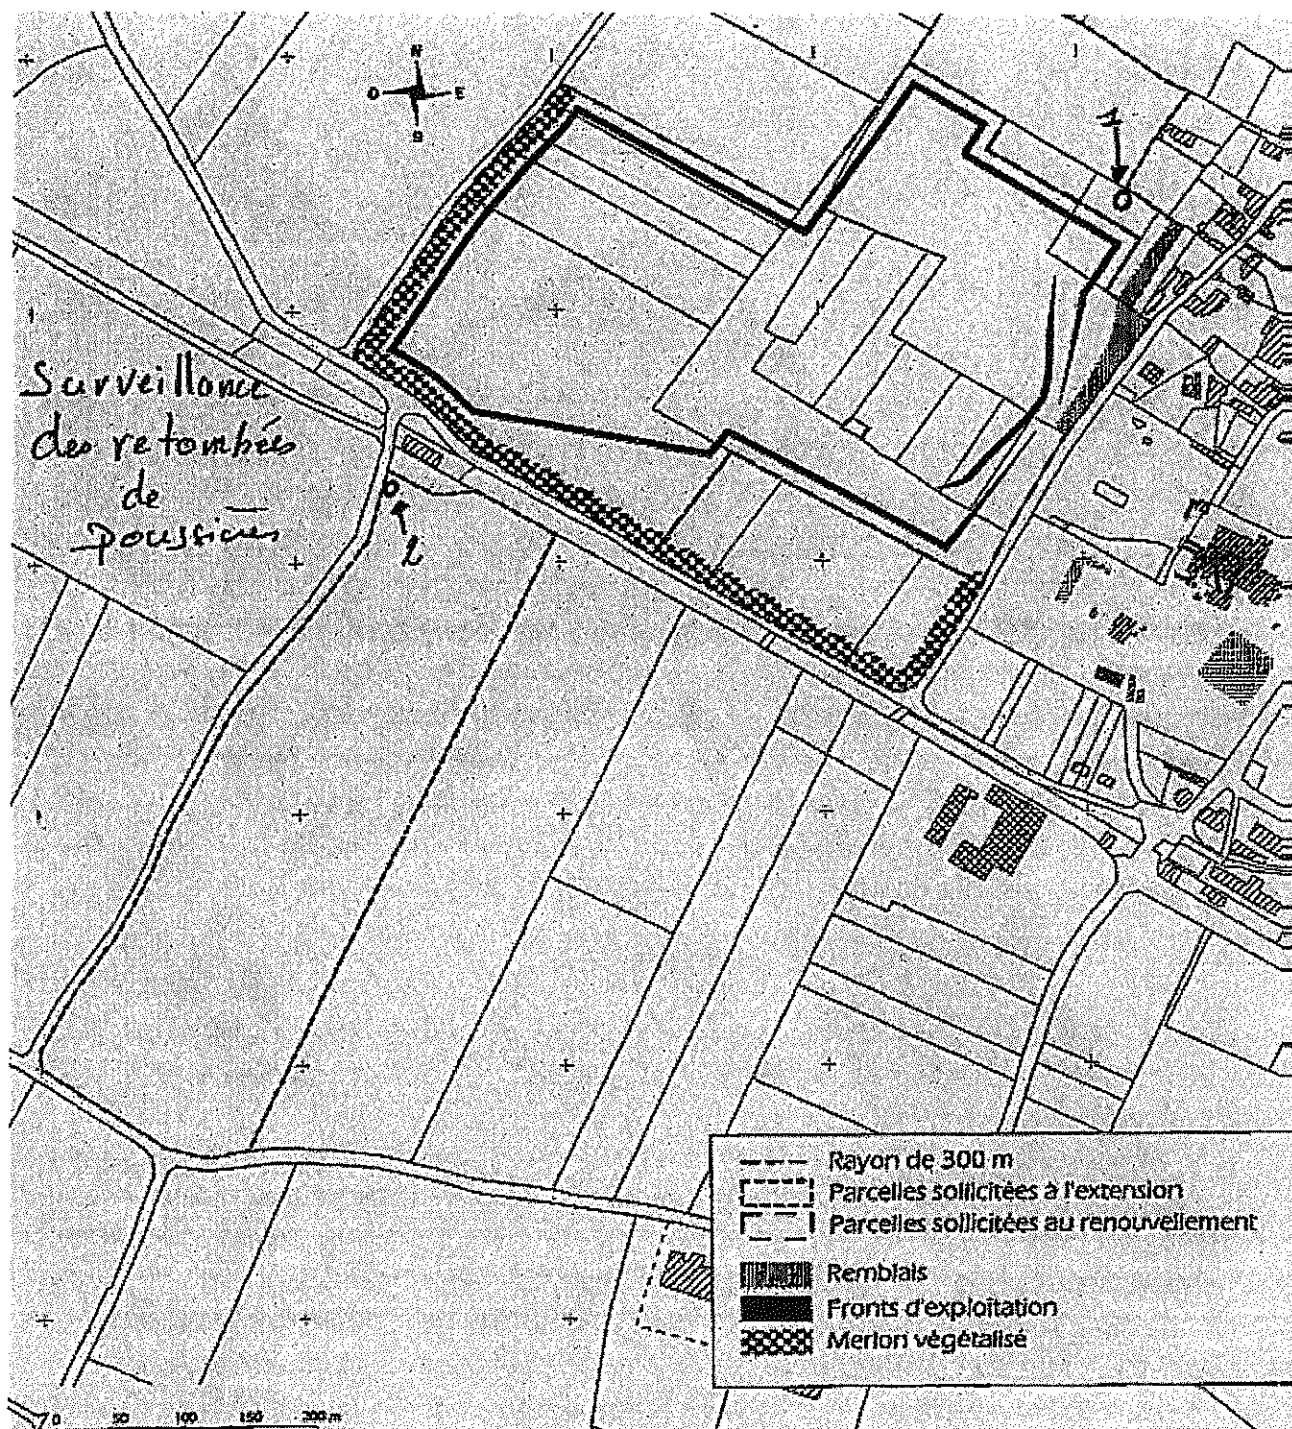 N
O E
S
1
Surveillance
des retombées
de
poussières
2
Rayon de 300 m
Parcelles sollicitées à l'extension
Parcelles sollicitées au renouvellement
Remblais
Fronts d'exploitation
Merlon végétalisé
0 50 100 150 200 m